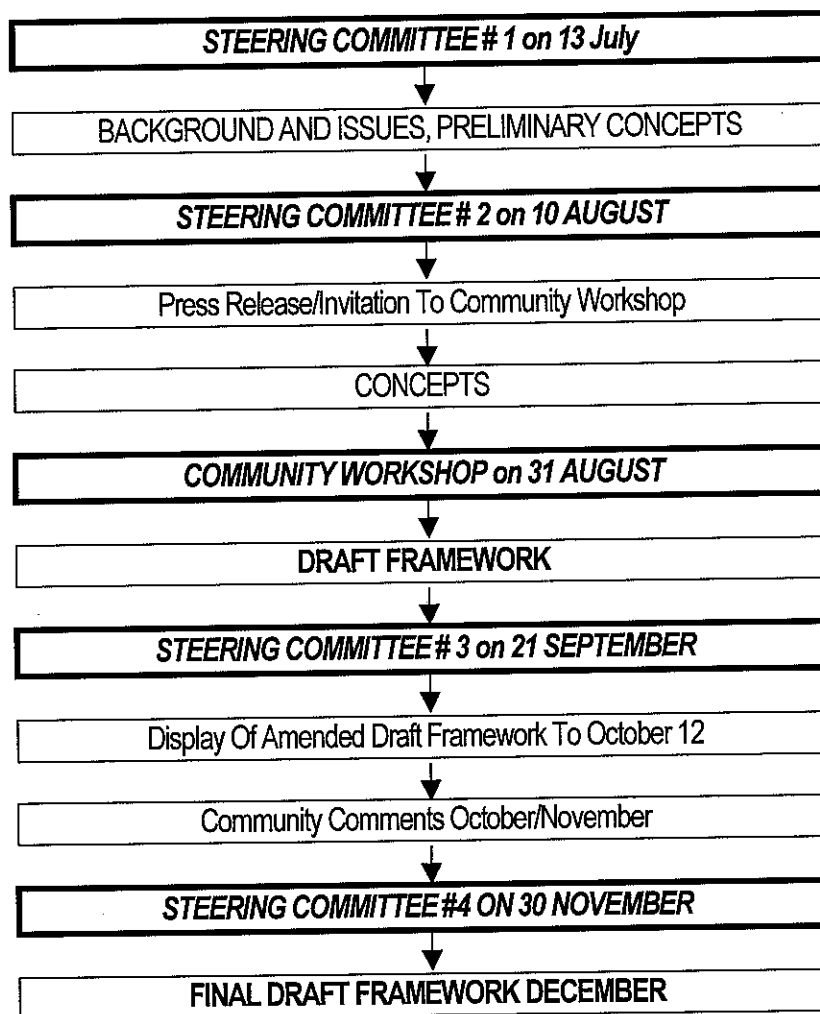 STEERING COMMITTEE # 1 on 13 July
BACKGROUND AND ISSUES, PRELIMINARY CONCEPTS
STEERING COMMITTEE # 2 on 10 AUGUST
Press Release/Invitation To Community Workshop
CONCEPTS
COMMUNITY WORKSHOP on 31 AUGUST
DRAFT FRAMEWORK
STEERING COMMITTEE # 3 on 21 SEPTEMBER
Display Of Amended Draft Framework To October 12
Community Comments October/November
STEERING COMMITTEE #4 ON 30 NOVEMBER
FINAL DRAFT FRAMEWORK DECEMBER